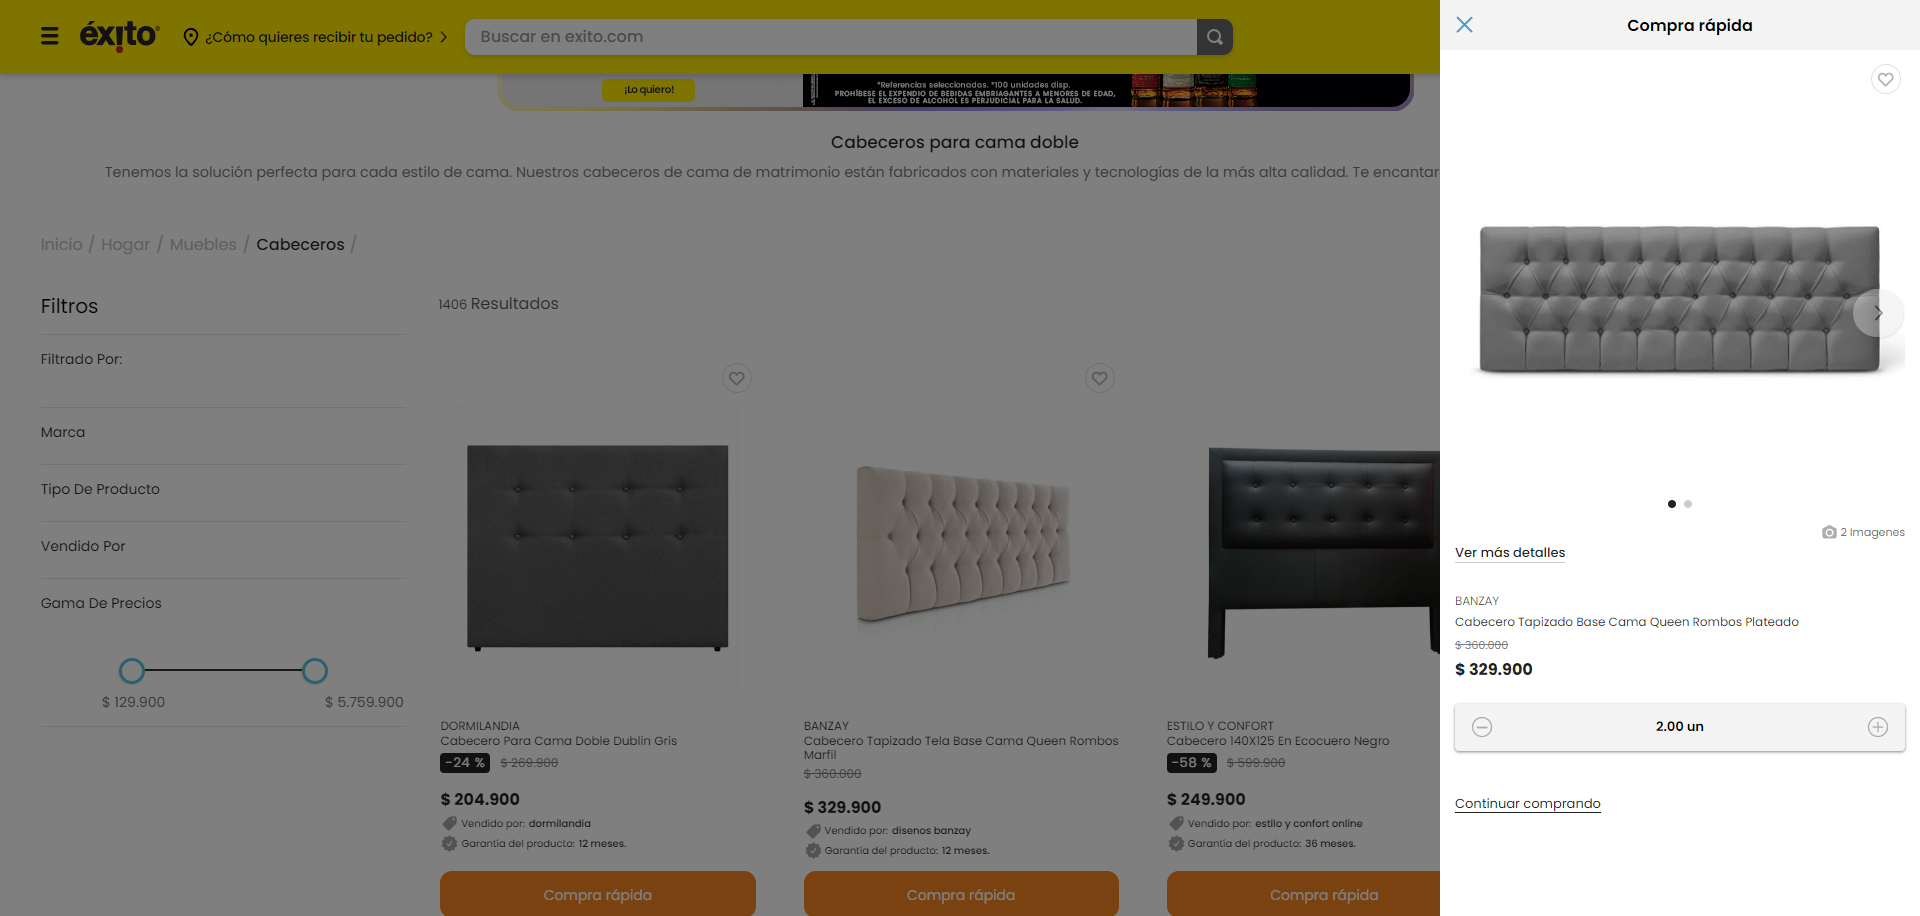 éxito
¿Cómo quieres recibir tu pedido?
Buscar en exito.com
¡Lo quiero!
*Referencias seleccionadas. *100 unidades disp.
PROHÍBESE EL EXPENDIO DE BEBIDAS EMBRIAGANTES A MENORES DE EDAD,
EL EXCESO DE ALCOHOL ES PERJUDICIAL PARA LA SALUD.
Cabeceros para cama doble
Tenemos la solución perfecta para cada estilo de cama. Nuestros cabeceros de cama de matrimonio están fabricados con materiales y tecnologías de la más alta calidad. Te encantar
Inicio / Hogar / Muebles / Cabeceros /
Filtros
Filtrado Por:
Marca
Tipo De Producto
Vendido Por
Gama De Precios
$ 129.900
$ 5.759.900
1406 Resultados
DORMILANDIA
Cabecero Para Cama Doble Dublin Gris
-24 % $ 269.900
$ 204.900
Vendido por: dormilandia
Garantía del producto: 12 meses.
Compra rápida
BANZAY
Cabecero Tapizado Tela Base Cama Queen Rombos
Marfil
$ 360.000
$ 329.900
Vendido por: disenos banzay
Garantía del producto: 12 meses.
Compra rápida
ESTILO Y CONFORT
Cabecero 140X125 En Ecocuero Negro
-58 % $ 599.900
$ 249.900
Vendido por: estilo y confort online
Garantía del producto: 36 meses.
Compra rápida
Compra rápida
2 Imagenes
Ver más detalles
BANZAY
Cabecero Tapizado Base Cama Queen Rombos Plateado
$ 360.000
$ 329.900
2.00 un
Continuar comprando